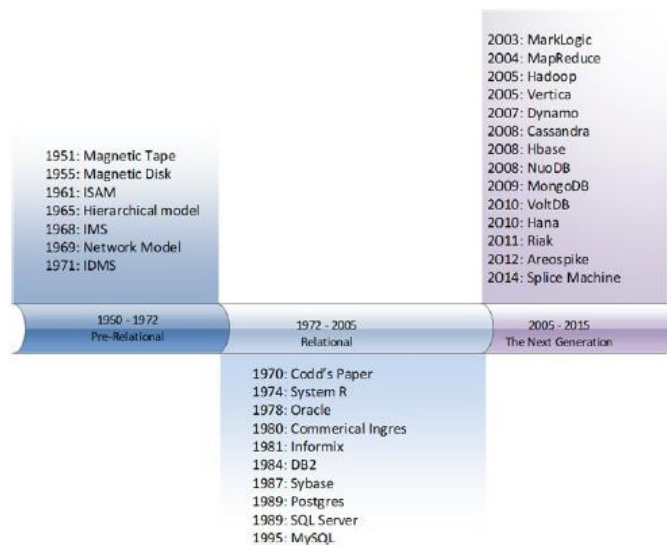 1951: Magnetic Tape
1955: Magnetic Disk
1961: ISAM
1965: Hierarchical model
1968: IMS
1969: Network Model
1971: IDMS
1950 - 1972
Pre-Relational
1972 - 2005
Relational
1970: Codd's Paper
1974: System R
1978: Oracle
1980: Commerical Ingres
1981: Informix
1984: DB2
1987: Sybase
1989: Postgres
1989: SQL Server
1995: MySQL
2003: MarkLogic
2004: MapReduce
2005: Hadoop
2005: Vertica
2007: Dynamo
2008: Cassandra
2008: Hbase
2008: NuoDB
2009: MongoDB
2010: VoltDB
2010: Hana
2011: Riak
2012: Areospike
2014: Splice Machine
2005 - 2015
The Next Generation